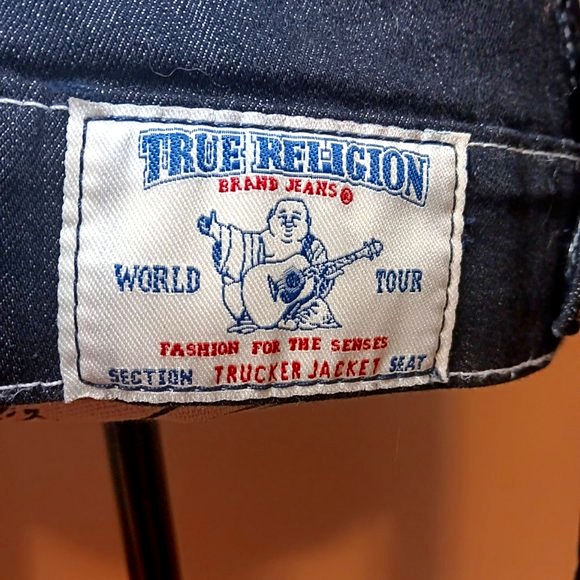 TRUE RELIGION
BRAND JEANS®
WORLD TOUR
FASHION FOR THE SENSES
SECTION TRUCKER JACKET SEAT